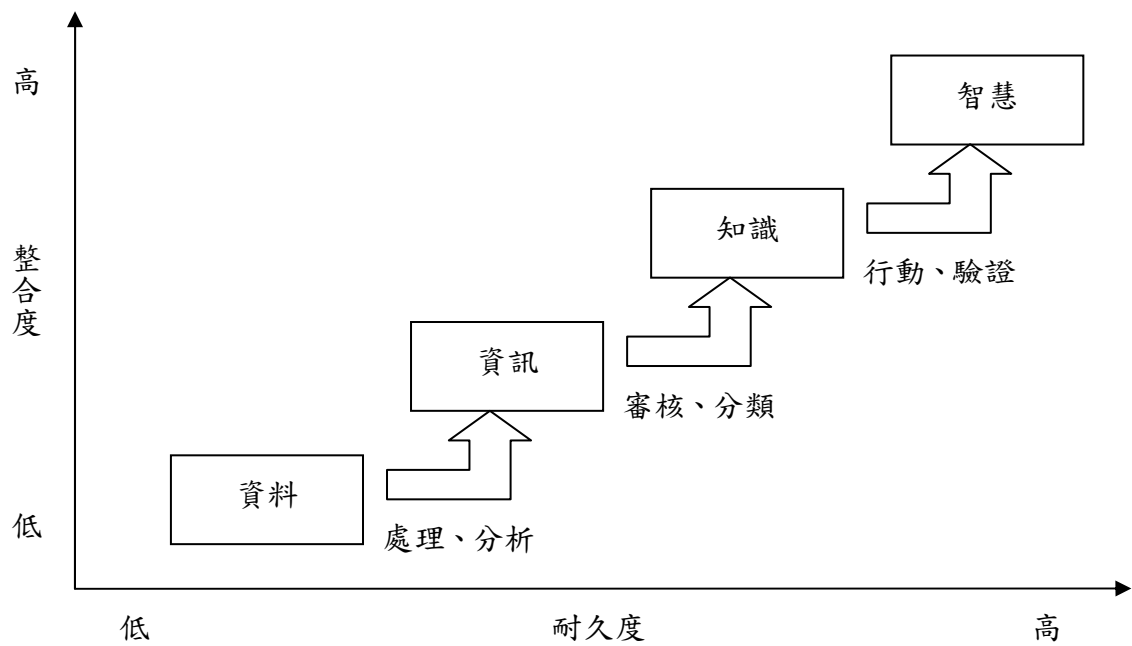 高
智慧
知識
整合度
行動、驗證
資訊
審核、分類
資料
低
處理、分析
低
耐久度
高